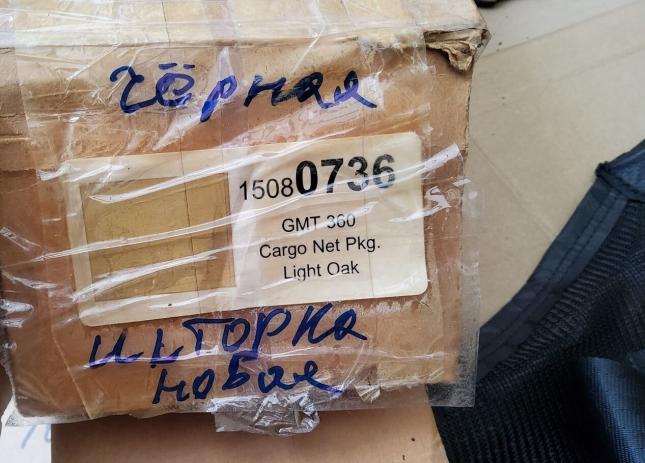 чёрная
15080736
GMT 360
Cargo Net Pkg.
Light Oak
шторка
новая